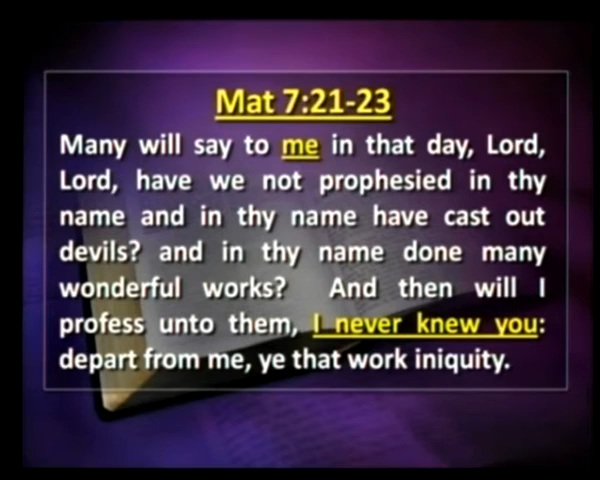 Mat 7:21-23
Many will say to me in that day, Lord,
Lord, have we not prophesied in thy
name and in thy name have cast out
devils? and in thy name done many
wonderful works? And then will I
profess unto them, I never knew you:
depart from me, ye that work iniquity.